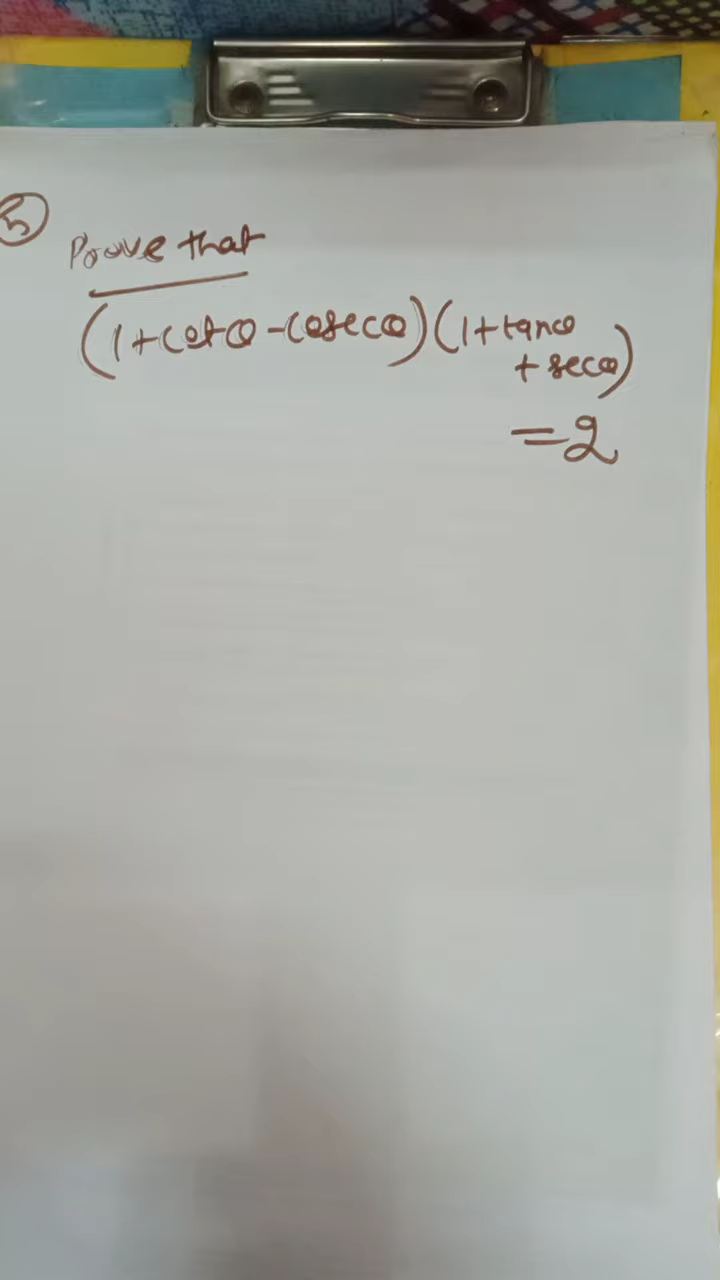 5
Prove that
(1+cotθ-cosecθ)(1+tanθ
+secθ)
=2